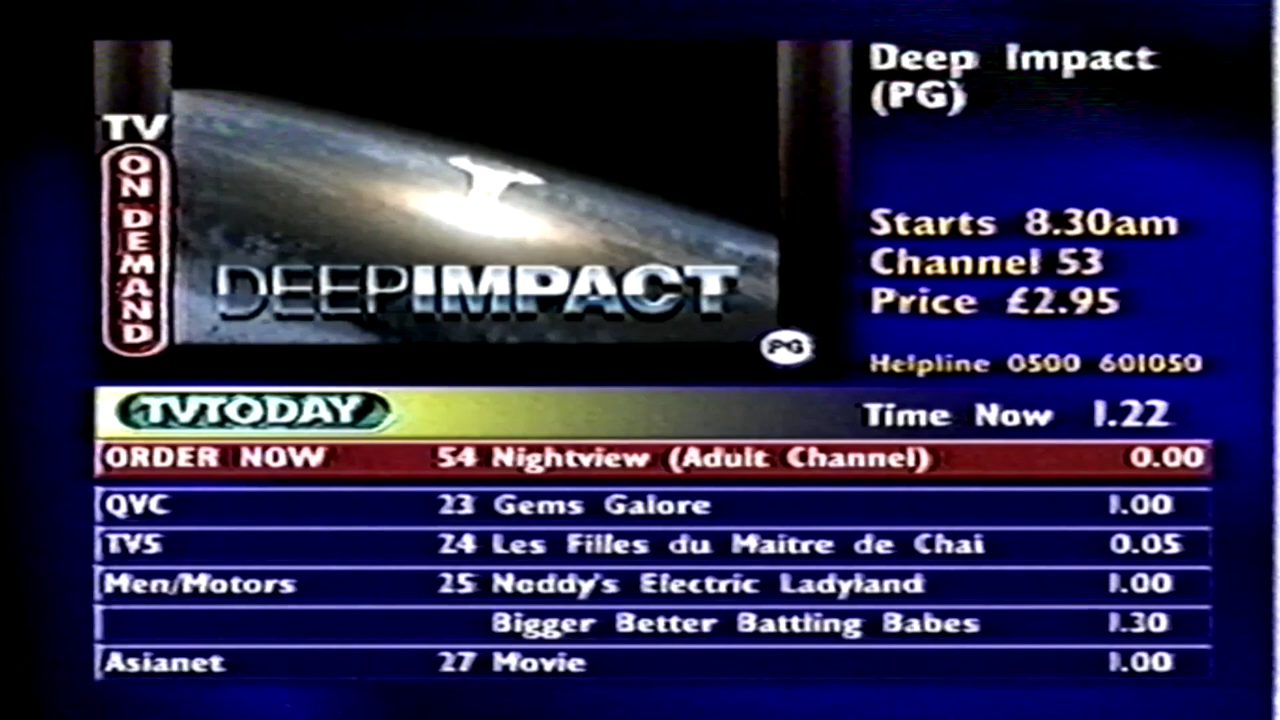 Deep Impact
(PG)
TV
ON DEMAND
DEEPIMPACT
PG
Starts 8.30am
Channel 53
Price £2.95
Helpline 0500 601050
TVTODAY Time Now 1.22
ORDER NOW 54 Nightview (Adult Channel) 0.00
QVC 23 Gems Galore 1.00
TV5 24 Les Filles du Maitre de Chai 0.05
Men/Motors 25 Noddy's Electric Ladyland 1.00
Bigger Better Battling Babes 1.30
Asianet 27 Movie 1.00